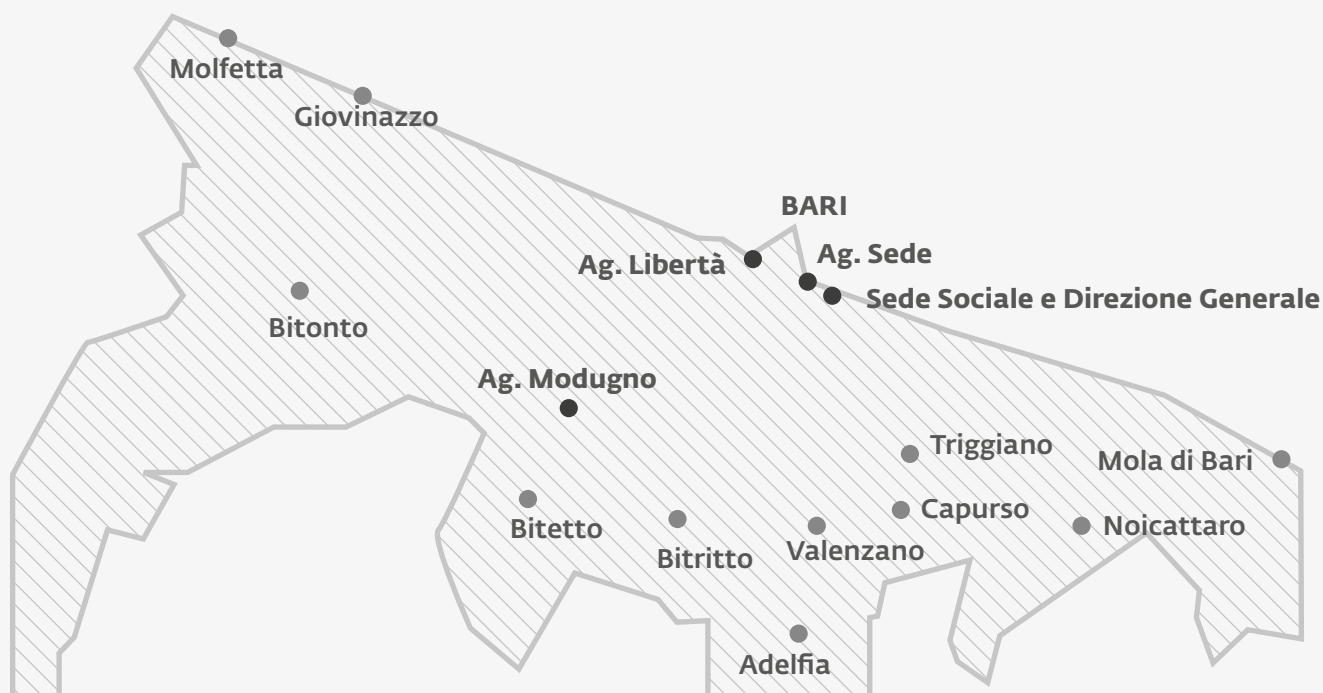 Molfetta
Giovinazzo
BARI
Ag. Sede
Ag. Libertà
Sede Sociale e Direzione Generale
Bitonto
Ag. Modugno
Triggiano
Mola di Bari
Capurso
Noicattaro
Bitetto
Valenzano
Bitritto
Adelfia